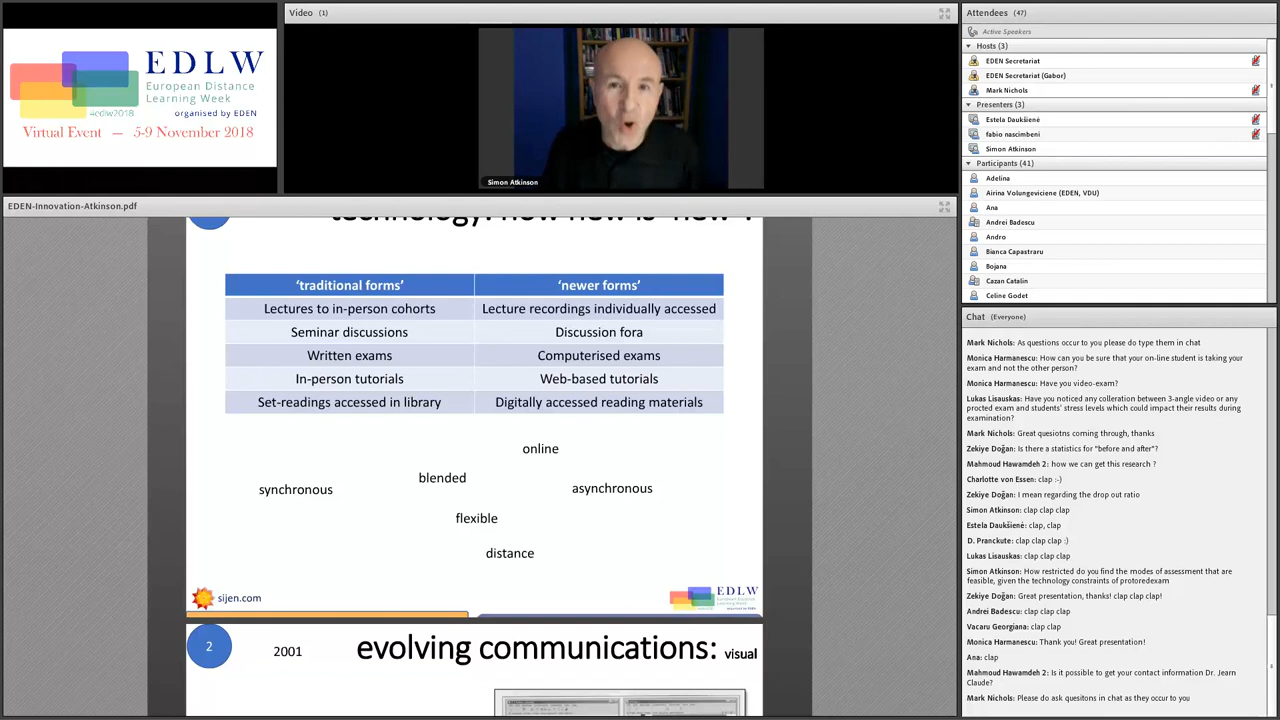 EDLW
European Distance
Learning Week
#edlw2018
organised by EDEN
Virtual Event — 5-9 November 2018
Video (1)
Simon Atkinson
EDEN-Innovation-Atkinson.pdf
technology: how new is 'new'?
'traditional forms'
'newer forms'
Lectures to in-person cohorts
Lecture recordings individually accessed
Seminar discussions
Discussion fora
Written exams
Computerised exams
In-person tutorials
Web-based tutorials
Set-readings accessed in library
Digitally accessed reading materials
online
blended
synchronous
asynchronous
flexible
distance
sijen.com
EDLW
2
2001
evolving communications: visual
Attendees (47)
Active Speakers
Hosts (3)
EDEN Secretariat
EDEN Secretariat (Gabor)
Mark Nichols
Presenters (3)
Estela Daukšienė
fabio nascimbeni
Simon Atkinson
Participants (41)
Adelina
Airina Volungeviciene (EDEN, VDU)
Ana
Andrei Badescu
Andro
Bianca Capastraru
Bojana
Cazan Catalin
Celine Godet
Chat (Everyone)
Mark Nichols: As questions occur to you please do type them in chat
Monica Harmanescu: How can you be sure that your on-line student is taking your
exam and not the other person?
Monica Harmanescu: Have you video-exam?
Lukas Lisauskas: Have you noticed any colleration between 3-angle video or any
procted exam and students' stress levels which could impact their results during
examination?
Mark Nichols: Great quesiotns coming through, thanks
Zekiye Doğan: Is there a statistics for "before and after"?
Mahmoud Hawamdeh 2: how we can get this research ?
Charlotte von Essen: clap :-)
Zekiye Doğan: I mean regarding the drop out ratio
Simon Atkinson: clap clap clap
Estela Daukšienė: clap, clap
D. Pranckute: clap clap clap :)
Lukas Lisauskas: clap clap clap
Simon Atkinson: How restricted do you find the modes of assessment that are
feasible, given the technology constraints of protoredexam
Zekiye Doğan: Great presentation, thanks! clap clap clap!
Andrei Badescu: clap clap clap
Vacaru Georgiana: clap clap
Monica Harmanescu: Thank you! Great presentation!
Ana: clap
Mahmoud Hawamdeh 2: Is it possible to get your contact information Dr. Jearn
Claude?
Mark Nichols: Please do ask quesitons in chat as they occur to you